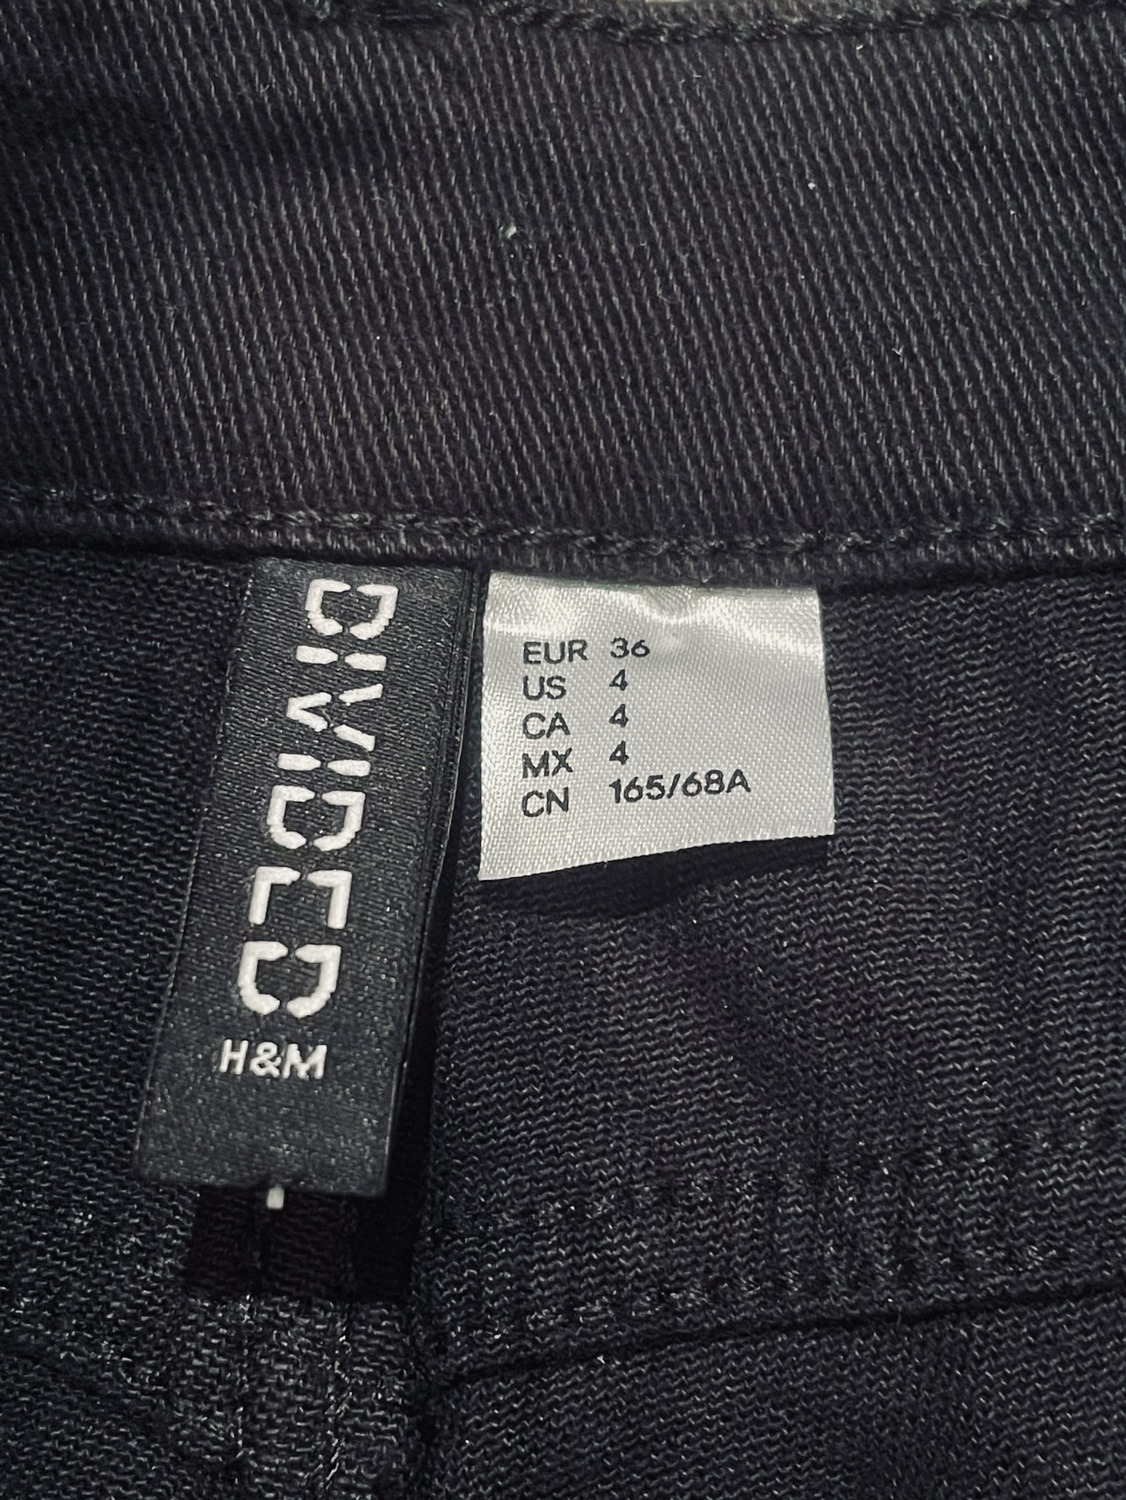 DIVIDED
H&M
EUR 36
US 4
CA 4
MX 4
CN 165/68A